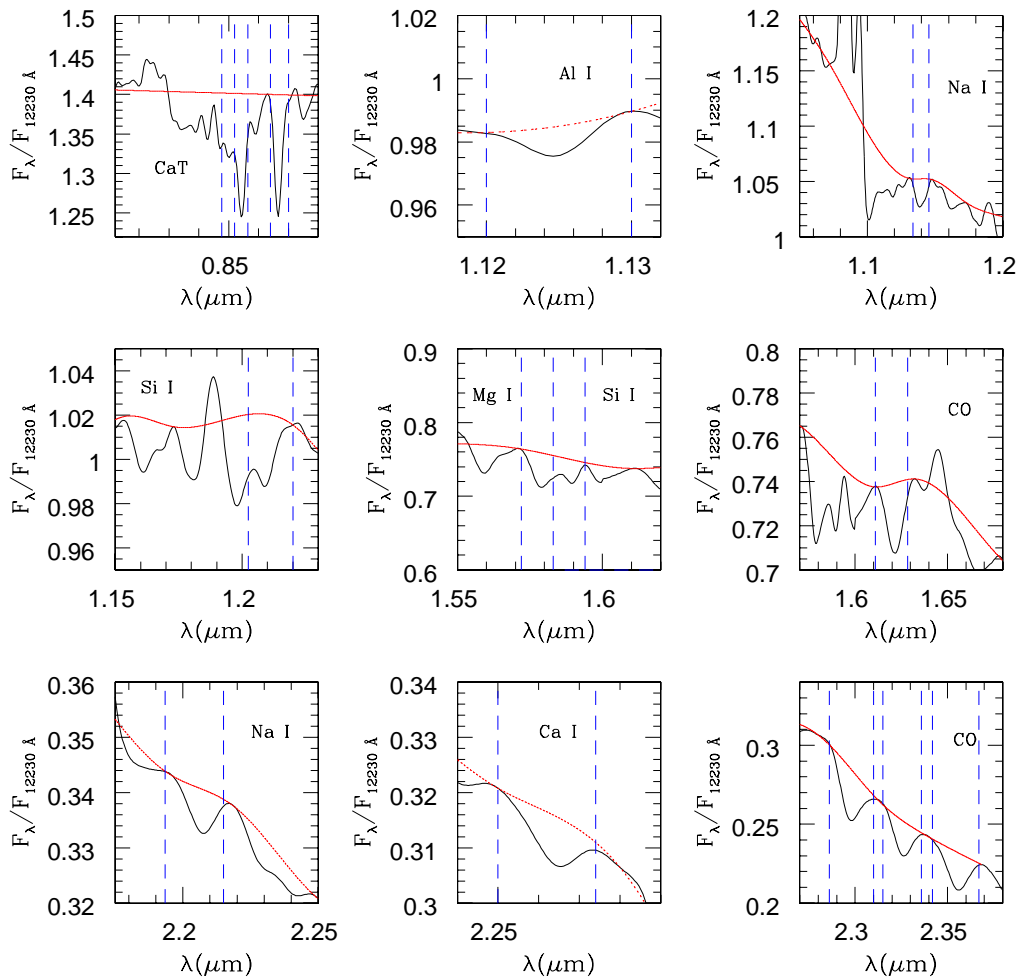 F_λ/F_12230 Å
1.5
1.45
1.4
1.35
1.3
1.25
CaT
0.85
λ(μm)
F_λ/F_12230 Å
1.02
1
0.98
0.96
Al I
1.12
1.13
λ(μm)
F_λ/F_12230 Å
1.2
1.15
1.1
1.05
1
Na I
1.1
1.2
λ(μm)
F_λ/F_12230 Å
1.04
1.02
1
0.98
0.96
Si I
1.15
1.2
λ(μm)
F_λ/F_12230 Å
0.9
0.8
0.7
0.6
Mg I
Si I
1.55
1.6
λ(μm)
F_λ/F_12230 Å
0.8
0.78
0.76
0.74
0.72
0.7
CO
1.6
1.65
λ(μm)
F_λ/F_12230 Å
0.36
0.35
0.34
0.33
0.32
Na I
2.2
2.25
λ(μm)
F_λ/F_12230 Å
0.34
0.33
0.32
0.31
0.3
Ca I
2.25
λ(μm)
F_λ/F_12230 Å
0.3
0.25
0.2
CO
2.3
2.35
λ(μm)